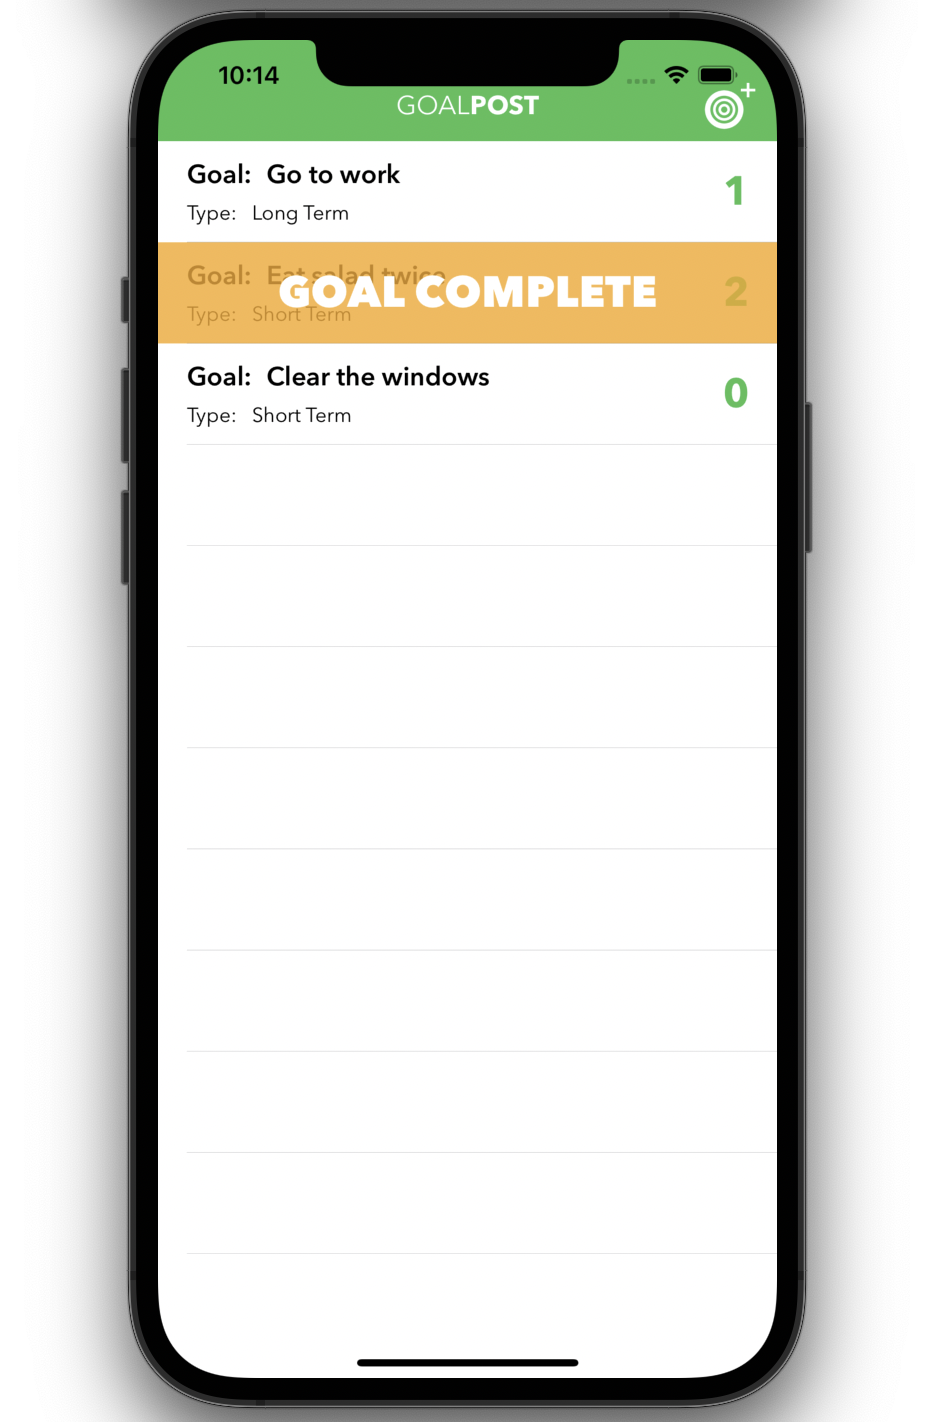 10:14
GOALPOST
Goal: Go to work
1
Type: Long Term
Goal: Eat salad twice
GOAL COMPLETE
2
Type: Short Term
Goal: Clear the windows
0
Type: Short Term